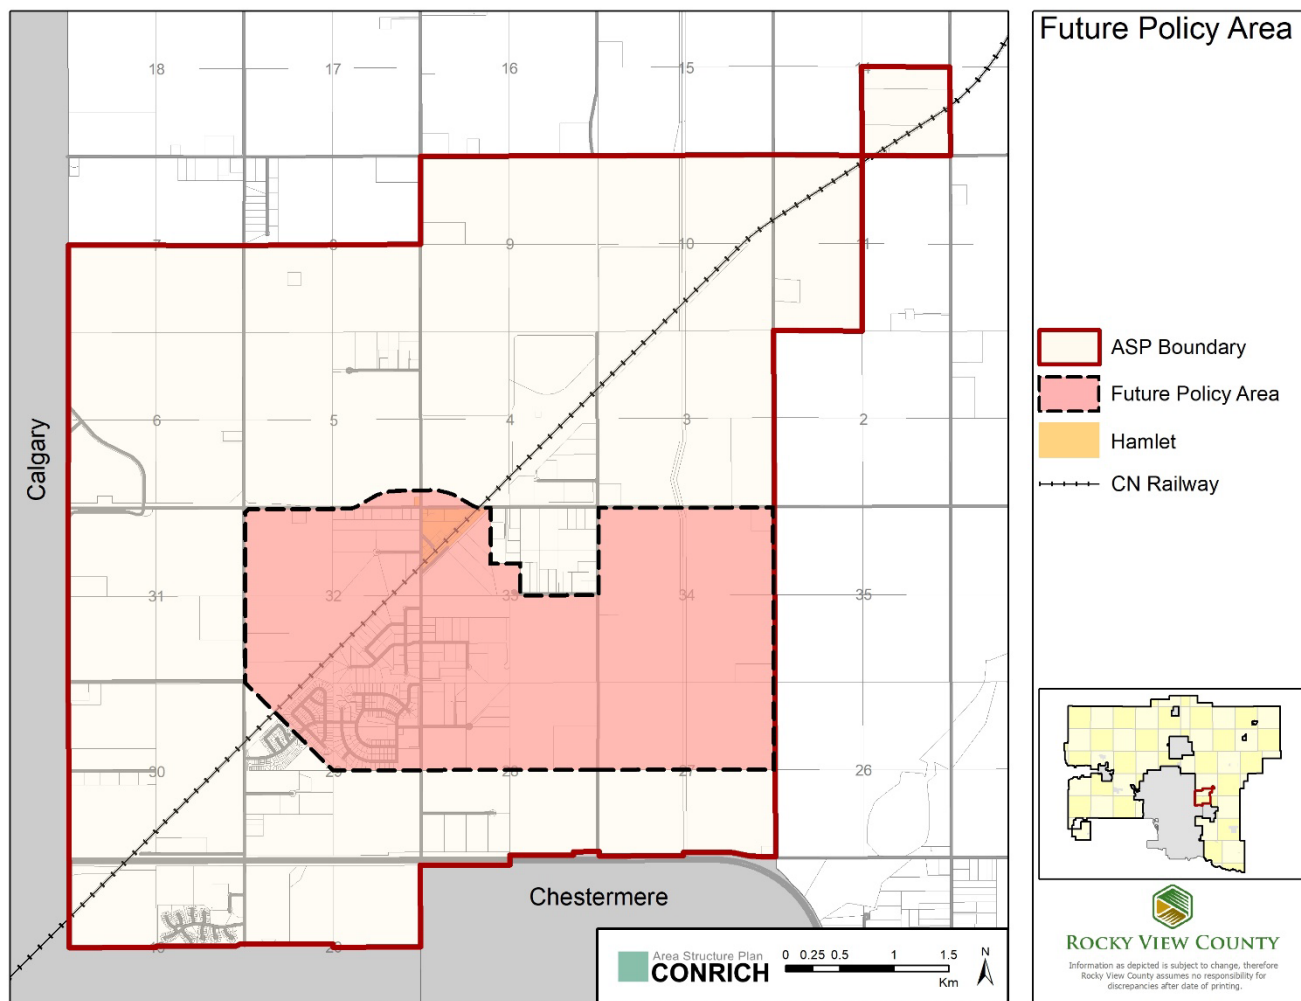 Future Policy Area
18
17
16
15
14
7
8
9
10
11
6
5
4
3
2
31
32
33
34
35
30
29
28
27
26
20
Calgary
Chestermere
ASP Boundary
Future Policy Area
Hamlet
CN Railway
Area Structure Plan
CONRICH
0 0.25 0.5 1 1.5
Km
N
ROCKY VIEW COUNTY
Information as depicted is subject to change, therefore
Rocky View County assumes no responsibility for
discrepancies after date of printing.